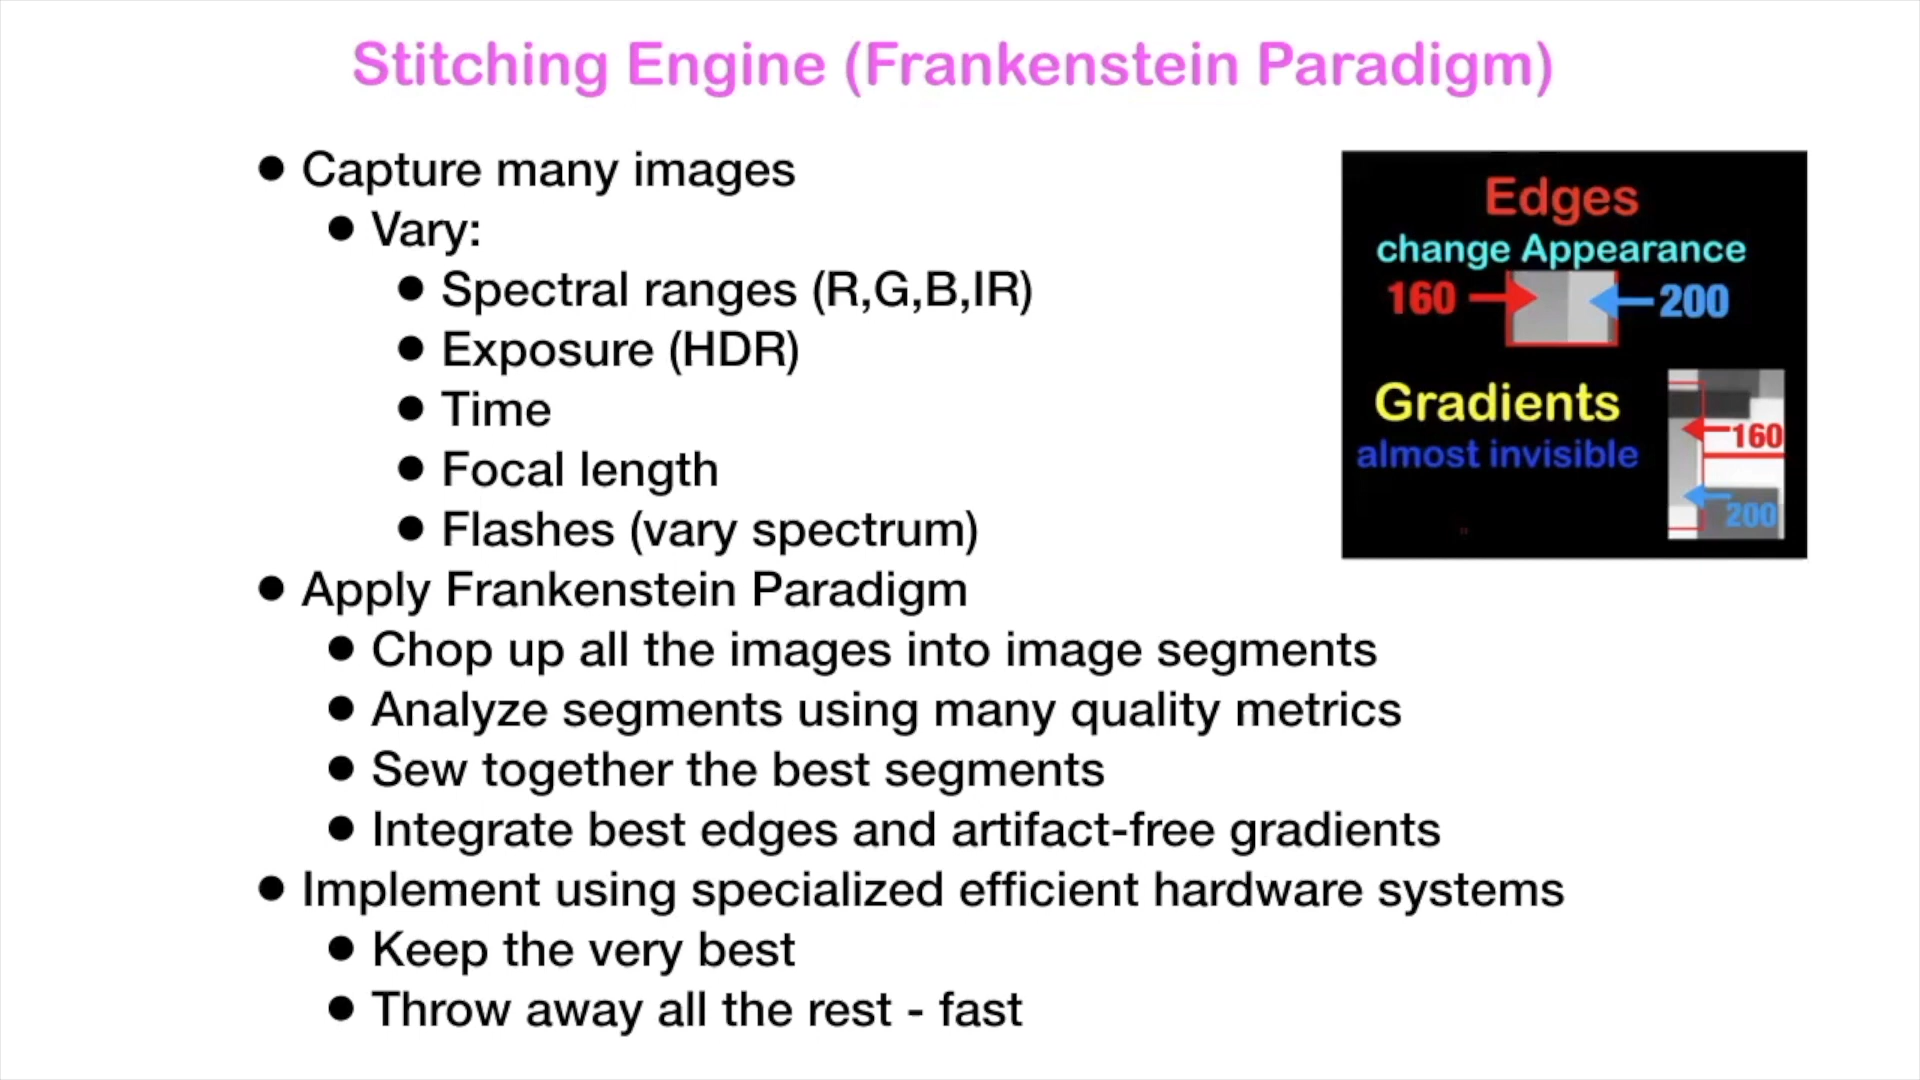 Stitching Engine (Frankenstein Paradigm)
● Capture many images
● Vary:
● Spectral ranges (R,G,B,IR)
● Exposure (HDR)
● Time
● Focal length
● Flashes (vary spectrum)
● Apply Frankenstein Paradigm
● Chop up all the images into image segments
● Analyze segments using many quality metrics
● Sew together the best segments
● Integrate best edges and artifact-free gradients
● Implement using specialized efficient hardware systems
● Keep the very best
● Throw away all the rest - fast
Edges
change Appearance
160 200
Gradients
almost invisible
160
200